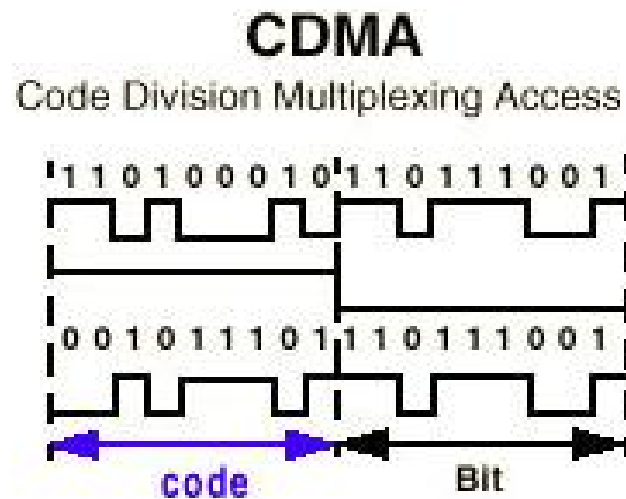 CDMA
Code Division Multiplexing Access
1 1 0 1 0 0 0 1 0 1 1 0 1 1 1 0 0 1
0 0 1 0 1 1 1 0 1 1 1 0 1 1 1 0 0 1
code Bit